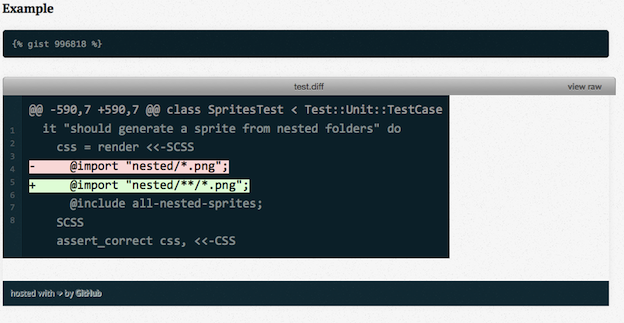 Example
{% gist 996818 %}
test.diff view raw
@@ -590,7 +590,7 @@ class SpritesTest < Test::Unit::TestCase
1 it "should generate a sprite from nested folders" do
2 css = render <<-SCSS
3 - @import "nested/*.png";
4 + @import "nested/**/*.png";
5 @include all-nested-sprites;
6 SCSS
7 assert_correct css, <<-CSS
8
hosted with ❤ by GitHub